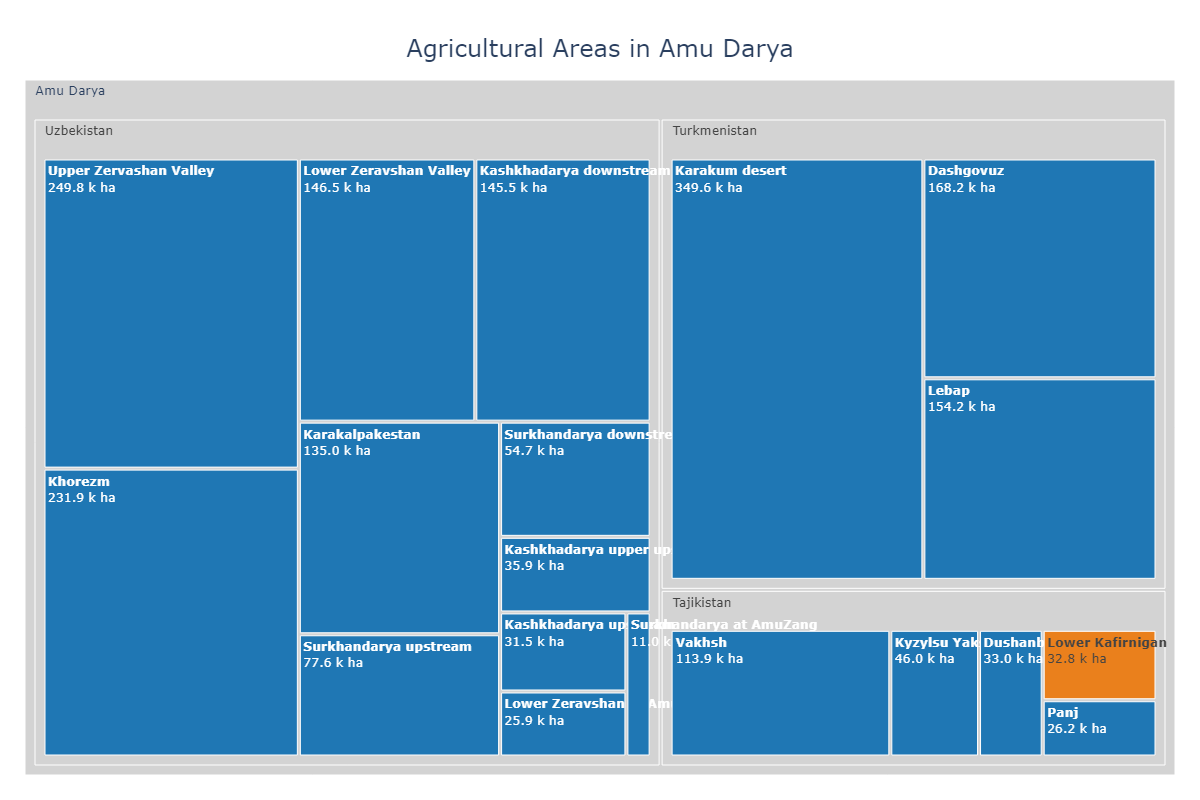 Agricultural Areas in Amu Darya
Amu Darya
Uzbekistan
Upper Zervashan Valley
249.8 k ha
Lower Zeravshan Valley
146.5 k ha
Kashkhadarya downstream
145.5 k ha
Khorezm
231.9 k ha
Karakalpakestan
135.0 k ha
Surkhandarya downstre
54.7 k ha
Kashkhadarya upper up
35.9 k ha
Kashkhadarya up
31.5 k ha
Surkhandarya at AmuZang
11.0 k
Surkhandarya upstream
77.6 k ha
Lower Zeravshan
25.9 k ha
Turkmenistan
Karakum desert
349.6 k ha
Dashgovuz
168.2 k ha
Lebap
154.2 k ha
Tajikistan
Vakhsh
113.9 k ha
Kyzylsu Yak
46.0 k ha
Dushanb
33.0 k ha
Lower Kafirnigan
32.8 k ha
Panj
26.2 k ha